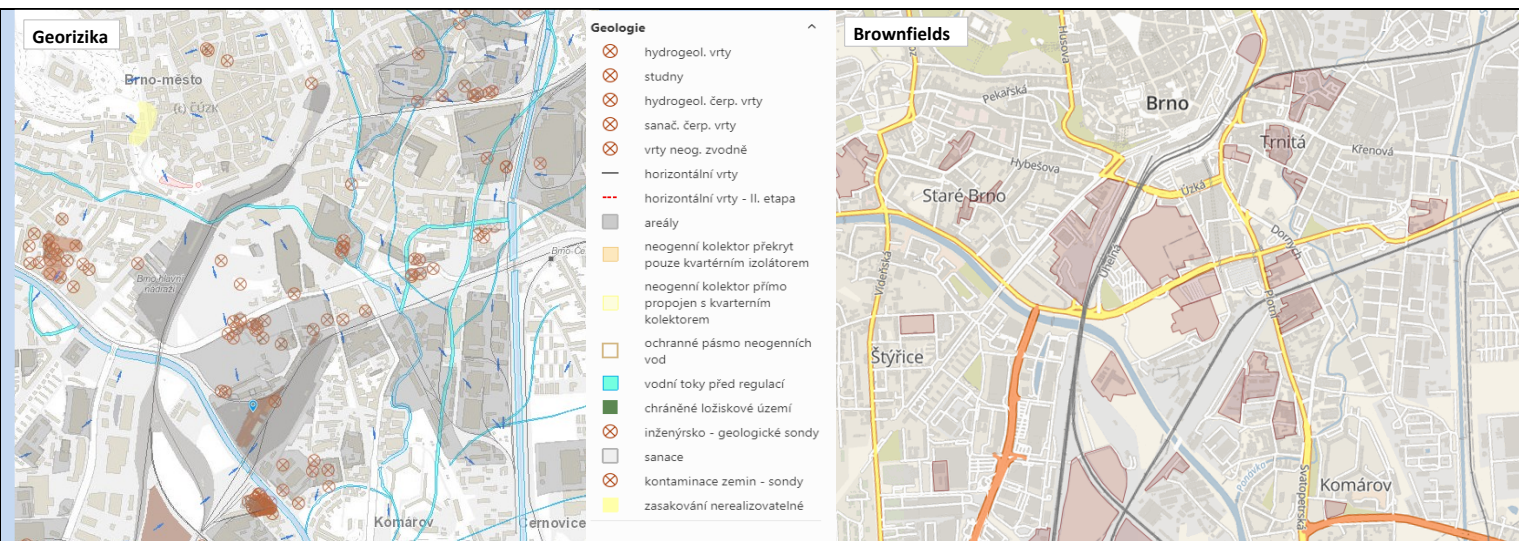 Georizika
Brno-město
(c) ČÚZK
Brno hlavní
nádraží
Brno-Če
Komárov
Černovice
Geologie
hydrogeol. vrty
studny
hydrogeol. čerp. vrty
sanač. čerp. vrty
vrty neog. zvodně
horizontální vrty
horizontální vrty - II. etapa
areály
neogenní kolektor překryt
pouze kvartérním izolátorem
neogenní kolektor přímo
propojen s kvarterním
kolektorem
ochranné pásmo neogenních
vod
vodní toky před regulací
chráněné ložiskové území
inženýrsko - geologické sondy
sanace
kontaminace zemin - sondy
zasakování nerealizovatelné
Brownfields
Husova
Pekařská
Brno
Trnitá
Křenová
Hybešova
Úzká
Staré Brno
Dornych
Vídeňská
Uhelná
Plotní
Štýřice
Ponávka
Svatopetrská
Komárov